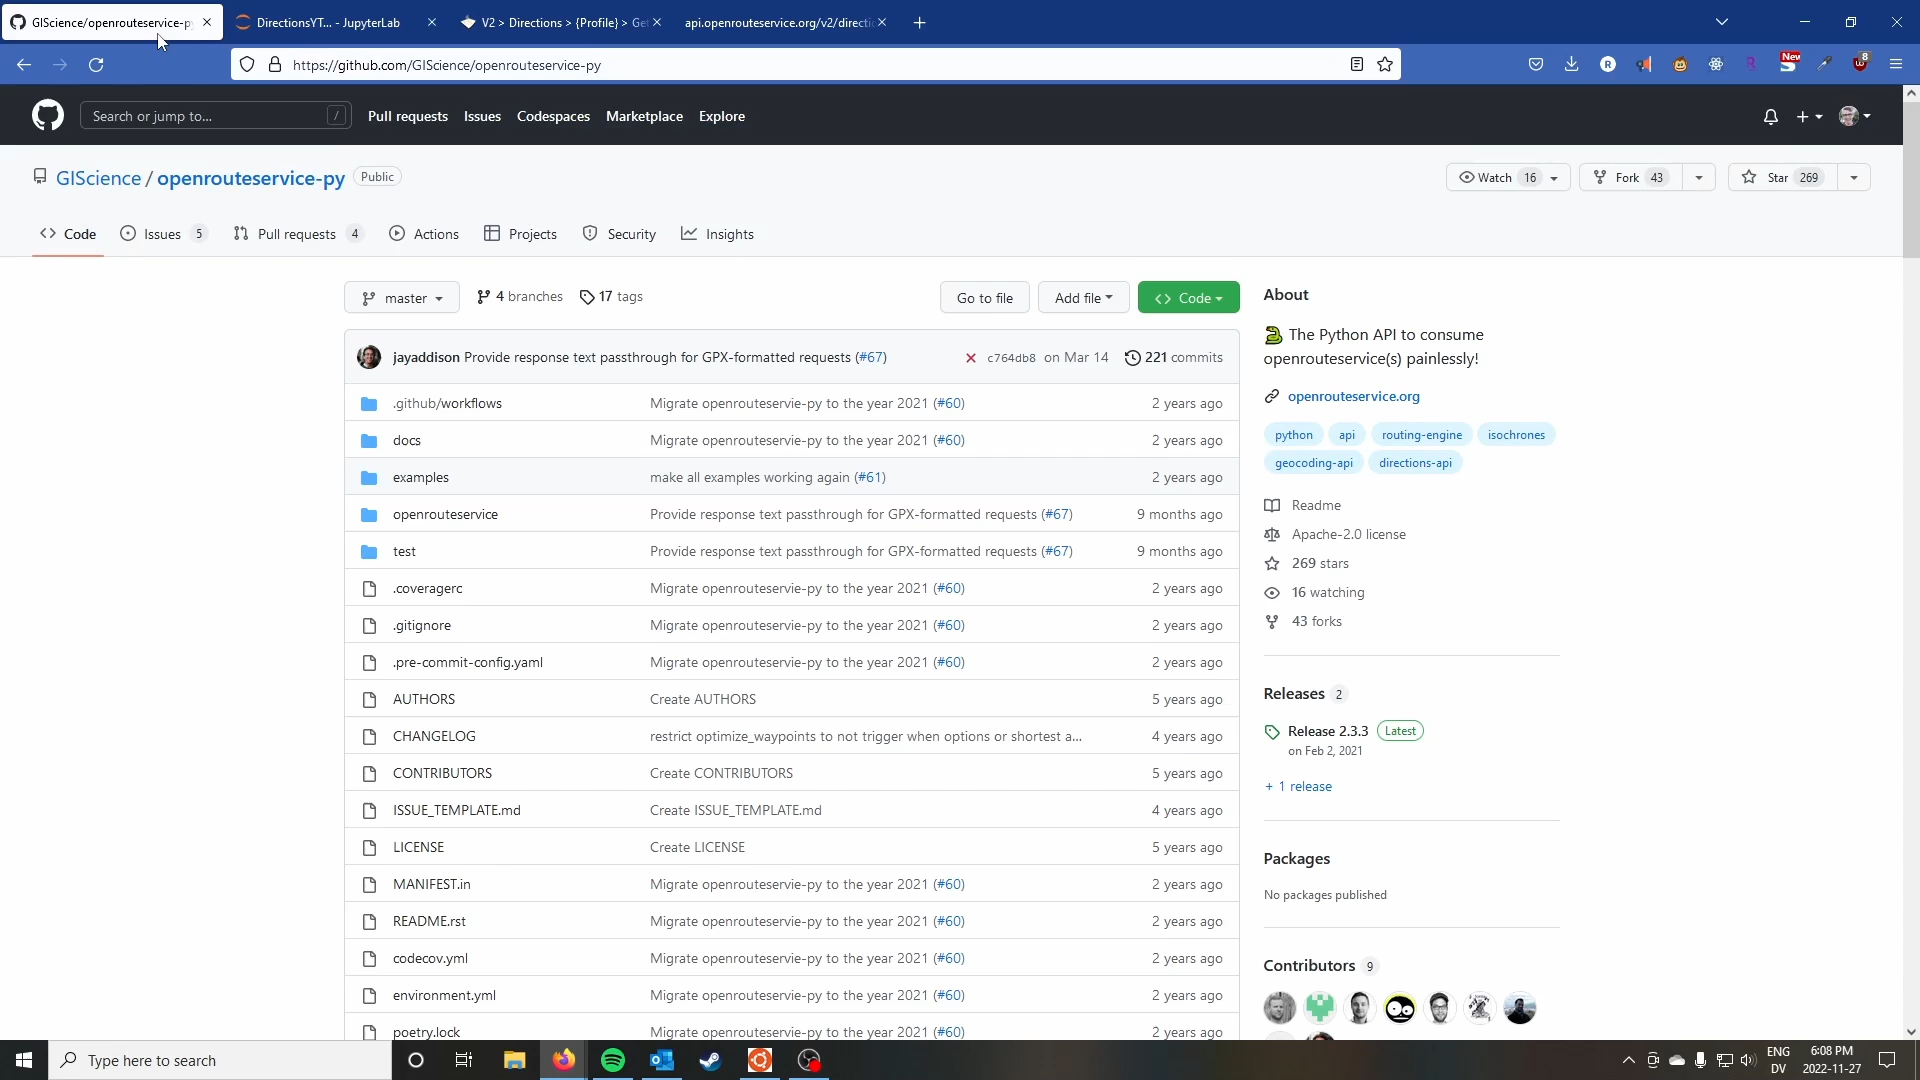 GIScience/openrouteservice-py
DirectionsYT... - JupyterLab
V2 > Directions > {Profile} > Get
api.openrouteservice.org/v2/directi
https://github.com/GIScience/openrouteservice-py
New
8
Search or jump to...
/
Pull requests
Issues
Codespaces
Marketplace
Explore
GIScience / openrouteservice-py
Public
Watch 16
Fork 43
Star 269
Code
Issues 5
Pull requests 4
Actions
Projects
Security
Insights
master
4 branches
17 tags
Go to file
Add file
Code
jayaddison Provide response text passthrough for GPX-formatted requests (#67)
c764db8 on Mar 14
221 commits
.github/workflows Migrate openrouteservie-py to the year 2021 (#60) 2 years ago
docs Migrate openrouteservie-py to the year 2021 (#60) 2 years ago
examples make all examples working again (#61) 2 years ago
openrouteservice Provide response text passthrough for GPX-formatted requests (#67) 9 months ago
test Provide response text passthrough for GPX-formatted requests (#67) 9 months ago
.coveragerc Migrate openrouteservie-py to the year 2021 (#60) 2 years ago
.gitignore Migrate openrouteservie-py to the year 2021 (#60) 2 years ago
.pre-commit-config.yaml Migrate openrouteservie-py to the year 2021 (#60) 2 years ago
AUTHORS Create AUTHORS 5 years ago
CHANGELOG restrict optimize_waypoints to not trigger when options or shortest a... 4 years ago
CONTRIBUTORS Create CONTRIBUTORS 5 years ago
ISSUE_TEMPLATE.md Create ISSUE_TEMPLATE.md 4 years ago
LICENSE Create LICENSE 5 years ago
MANIFEST.in Migrate openrouteservie-py to the year 2021 (#60) 2 years ago
README.rst Migrate openrouteservie-py to the year 2021 (#60) 2 years ago
codecov.yml Migrate openrouteservie-py to the year 2021 (#60) 2 years ago
environment.yml Migrate openrouteservie-py to the year 2021 (#60) 2 years ago
poetry.lock Migrate openrouteservie-py to the year 2021 (#60) 2 years ago
About
The Python API to consume
openrouteservice(s) painlessly!
openrouteservice.org
python api routing-engine isochrones
geocoding-api directions-api
Readme
Apache-2.0 license
269 stars
16 watching
43 forks
Releases 2
Release 2.3.3 Latest
on Feb 2, 2021
+ 1 release
Packages
No packages published
Contributors 9
Type here to search
ENG
DV
6:08 PM
2022-11-27